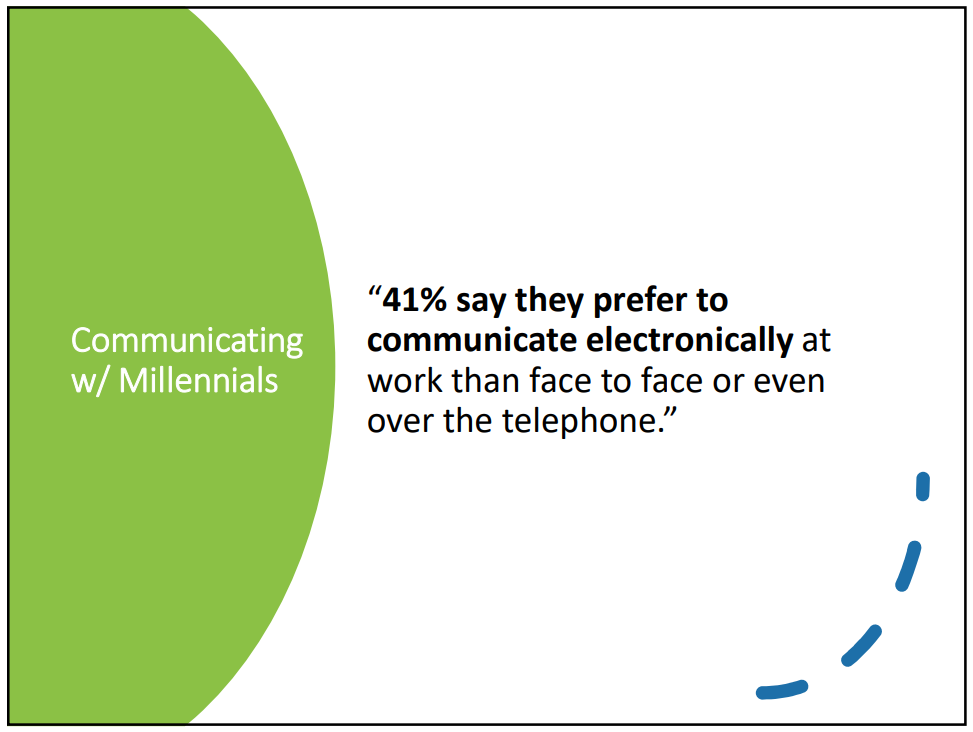 Communicating
w/ Millennials
“41% say they prefer to
communicate electronically at
work than face to face or even
over the telephone.”